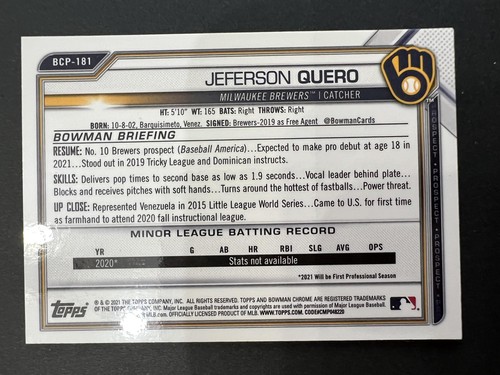 BCP-181
JEFERSON QUERO
MILWAUKEE BREWERS™ | CATCHER
HT: 5'10" WT: 165 BATS: Right THROWS: Right
BORN: 10-8-02, Barquisimeto, Venez. SIGNED: Brewers-2019 as Free Agent @BowmanCards
BOWMAN BRIEFING
RESUME: No. 10 Brewers prospect (Baseball America)...Expected to make pro debut at age 18 in
2021...Stood out in 2019 Tricky League and Dominican instructs.
SKILLS: Delivers pop times to second base as low as 1.9 seconds...Vocal leader behind plate...
Blocks and receives pitches with soft hands...Turns around the hottest of fastballs...Power threat.
UP CLOSE: Represented Venezuela in 2015 Little League World Series...Came to U.S. for first time
as farmhand to attend 2020 fall instructional league.
MINOR LEAGUE BATTING RECORD
YR G AB HR RBI SLG AVG OPS
2020* Stats not available
*2021 Will be First Professional Season
TOPPS
® & © 2021 THE TOPPS COMPANY, INC. ALL RIGHTS RESERVED. TOPPS AND BOWMAN CHROME ARE REGISTERED TRADEMARKS
OF THE TOPPS COMPANY, INC. Major League Baseball trademarks and copyrights are used with permission of Major League Baseball.
MLB.com. OFFICIALLY LICENSED PRODUCT OF MLB. WWW.TOPPS.COM. CODE#CMP048220
PROSPECT • PROSPECT • PROSPECT